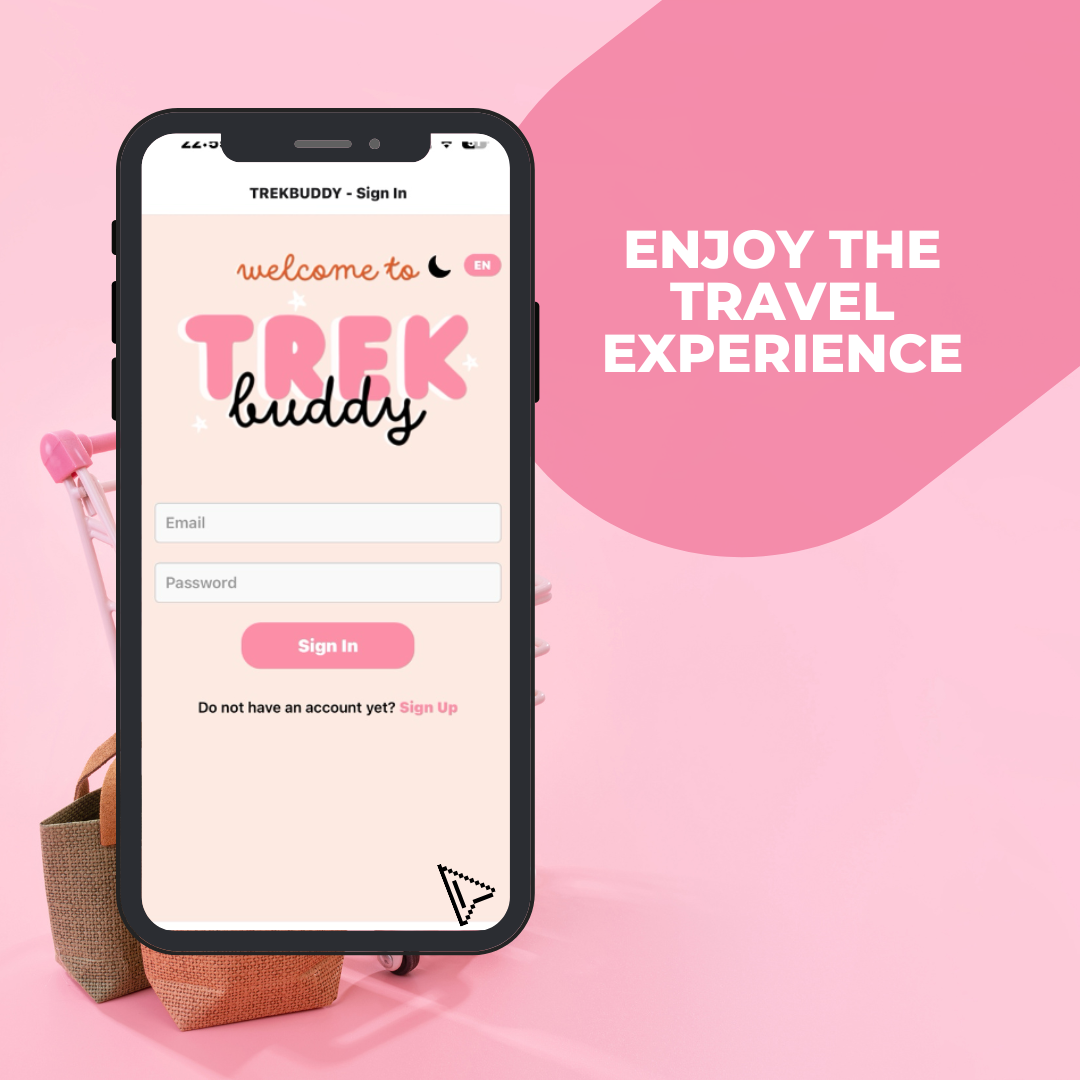 TREKBUDDY - Sign In
welcome to
EN
TREK
buddy
Email
Password
Sign In
Do not have an account yet? Sign Up
ENJOY THE
TRAVEL
EXPERIENCE